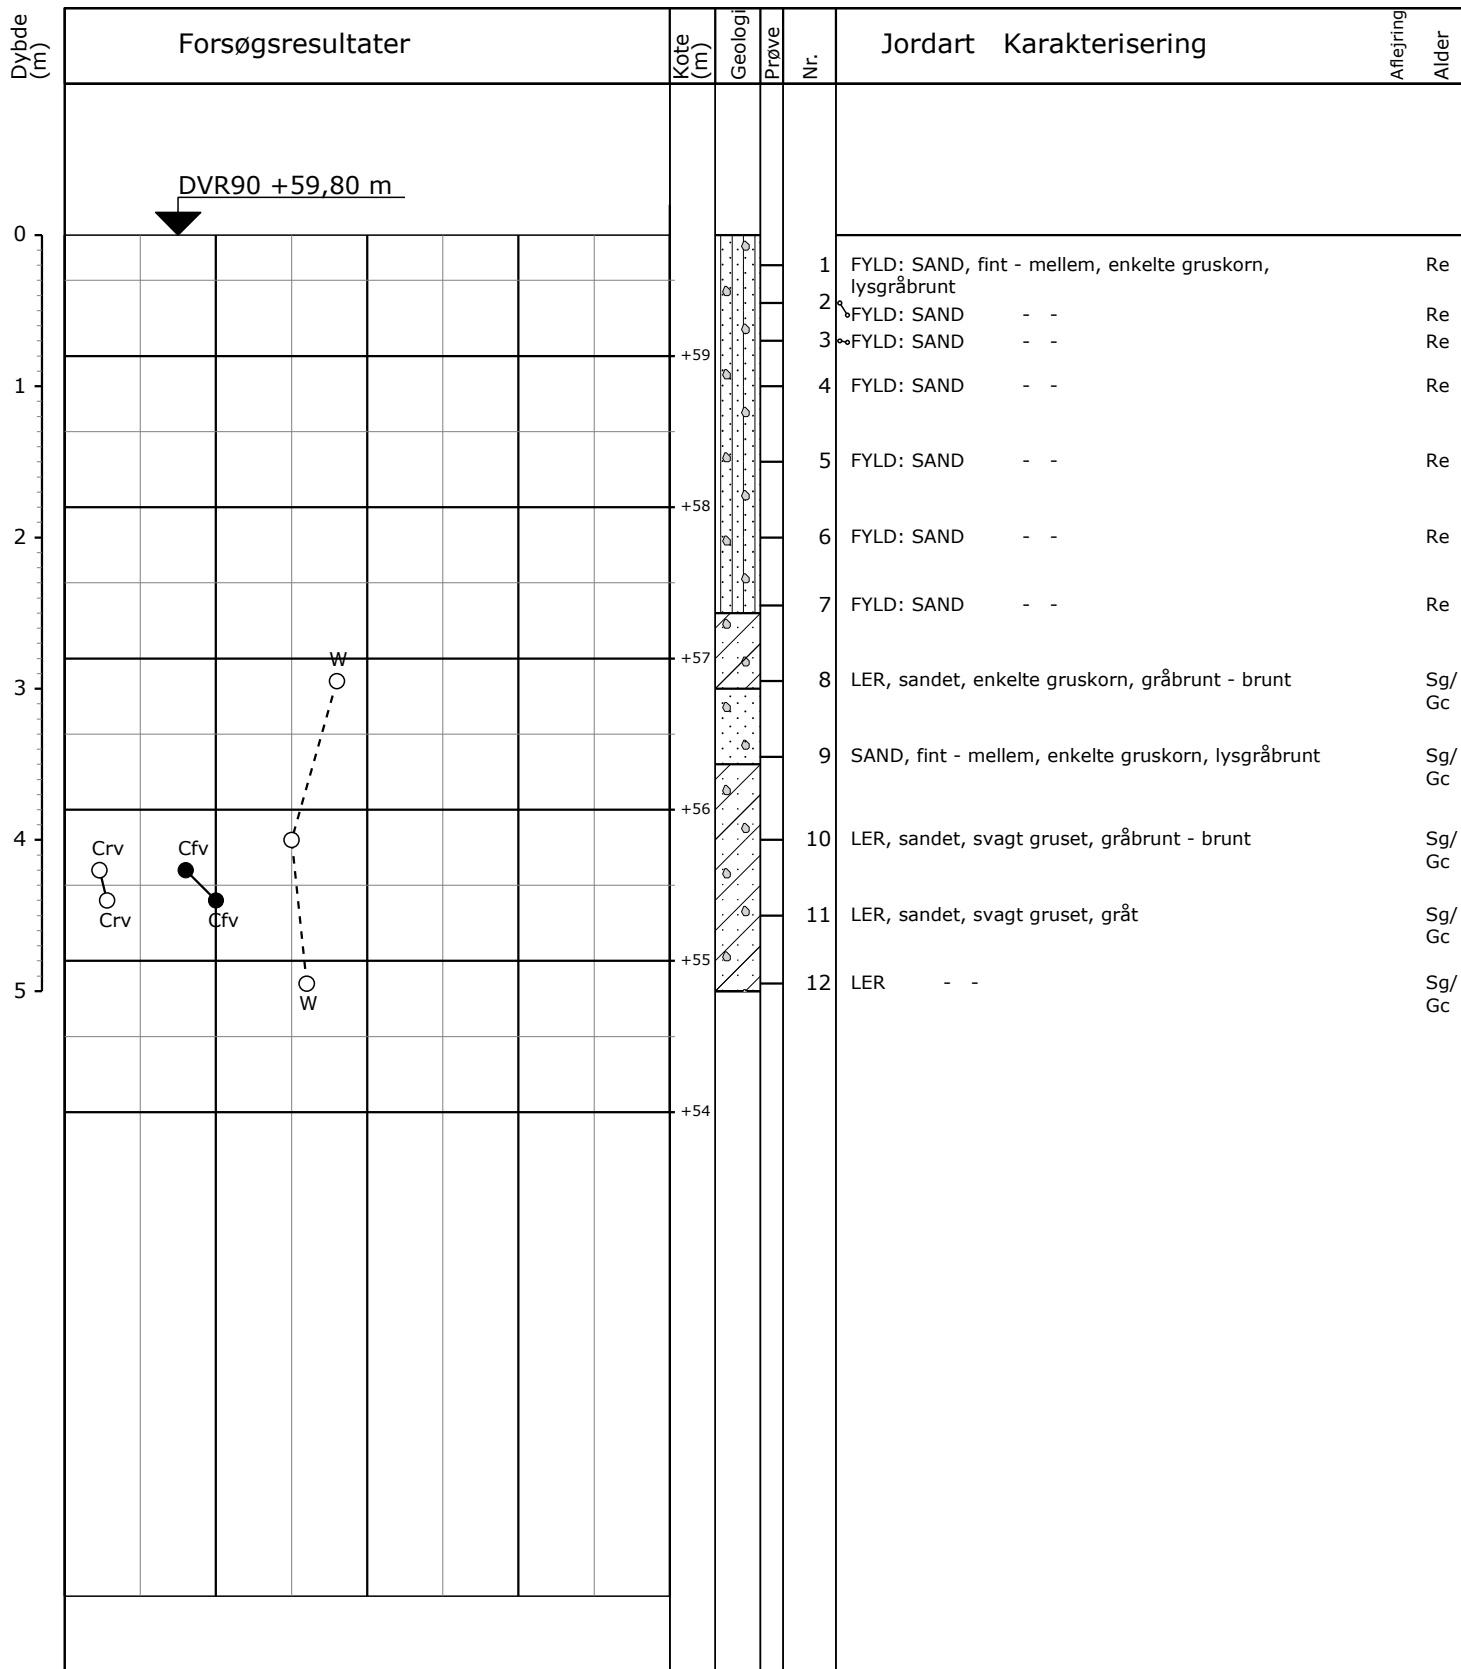 Dybde
(m)
Forsøgsresultater
Kote
(m)
Geologi
Prøve
Nr.
Jordart Karakterisering
Aflejring
Alder
DVR90 +59,80 m
0
1 FYLD: SAND, fint - mellem, enkelte gruskorn, Re
lysgråbrunt
2 FYLD: SAND - - Re
3 FYLD: SAND - - Re
+59
1 4 FYLD: SAND - - Re
5 FYLD: SAND - - Re
+58
2 6 FYLD: SAND - - Re
7 FYLD: SAND - - Re
W +57
3 8 LER, sandet, enkelte gruskorn, gråbrunt - brunt Sg/
Gc
9 SAND, fint - mellem, enkelte gruskorn, lysgråbrunt Sg/
Gc
+56
4 10 LER, sandet, svagt gruset, gråbrunt - brunt Sg/
Crv Cfv Gc
Crv Cfv 11 LER, sandet, svagt gruset, gråt Sg/
Gc
+55
5 12 LER - - Sg/
W Gc
+54